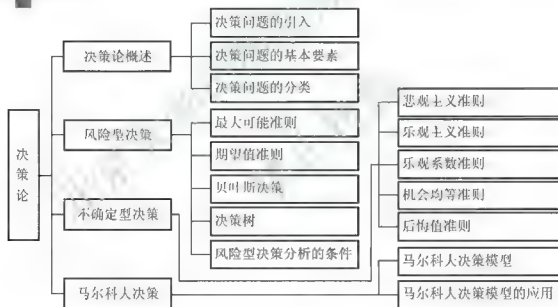 决策论
决策论概述
决策问题的引入
决策问题的基本要素
决策问题的分类
风险型决策
最大可能准则
期望值准则
贝叶斯决策
决策树
风险型决策分析的条件
不确定型决策
悲观主义准则
乐观主义准则
乐观系数准则
机会均等准则
后悔值准则
马尔科夫决策
马尔科夫决策模型
马尔科夫决策模型的应用